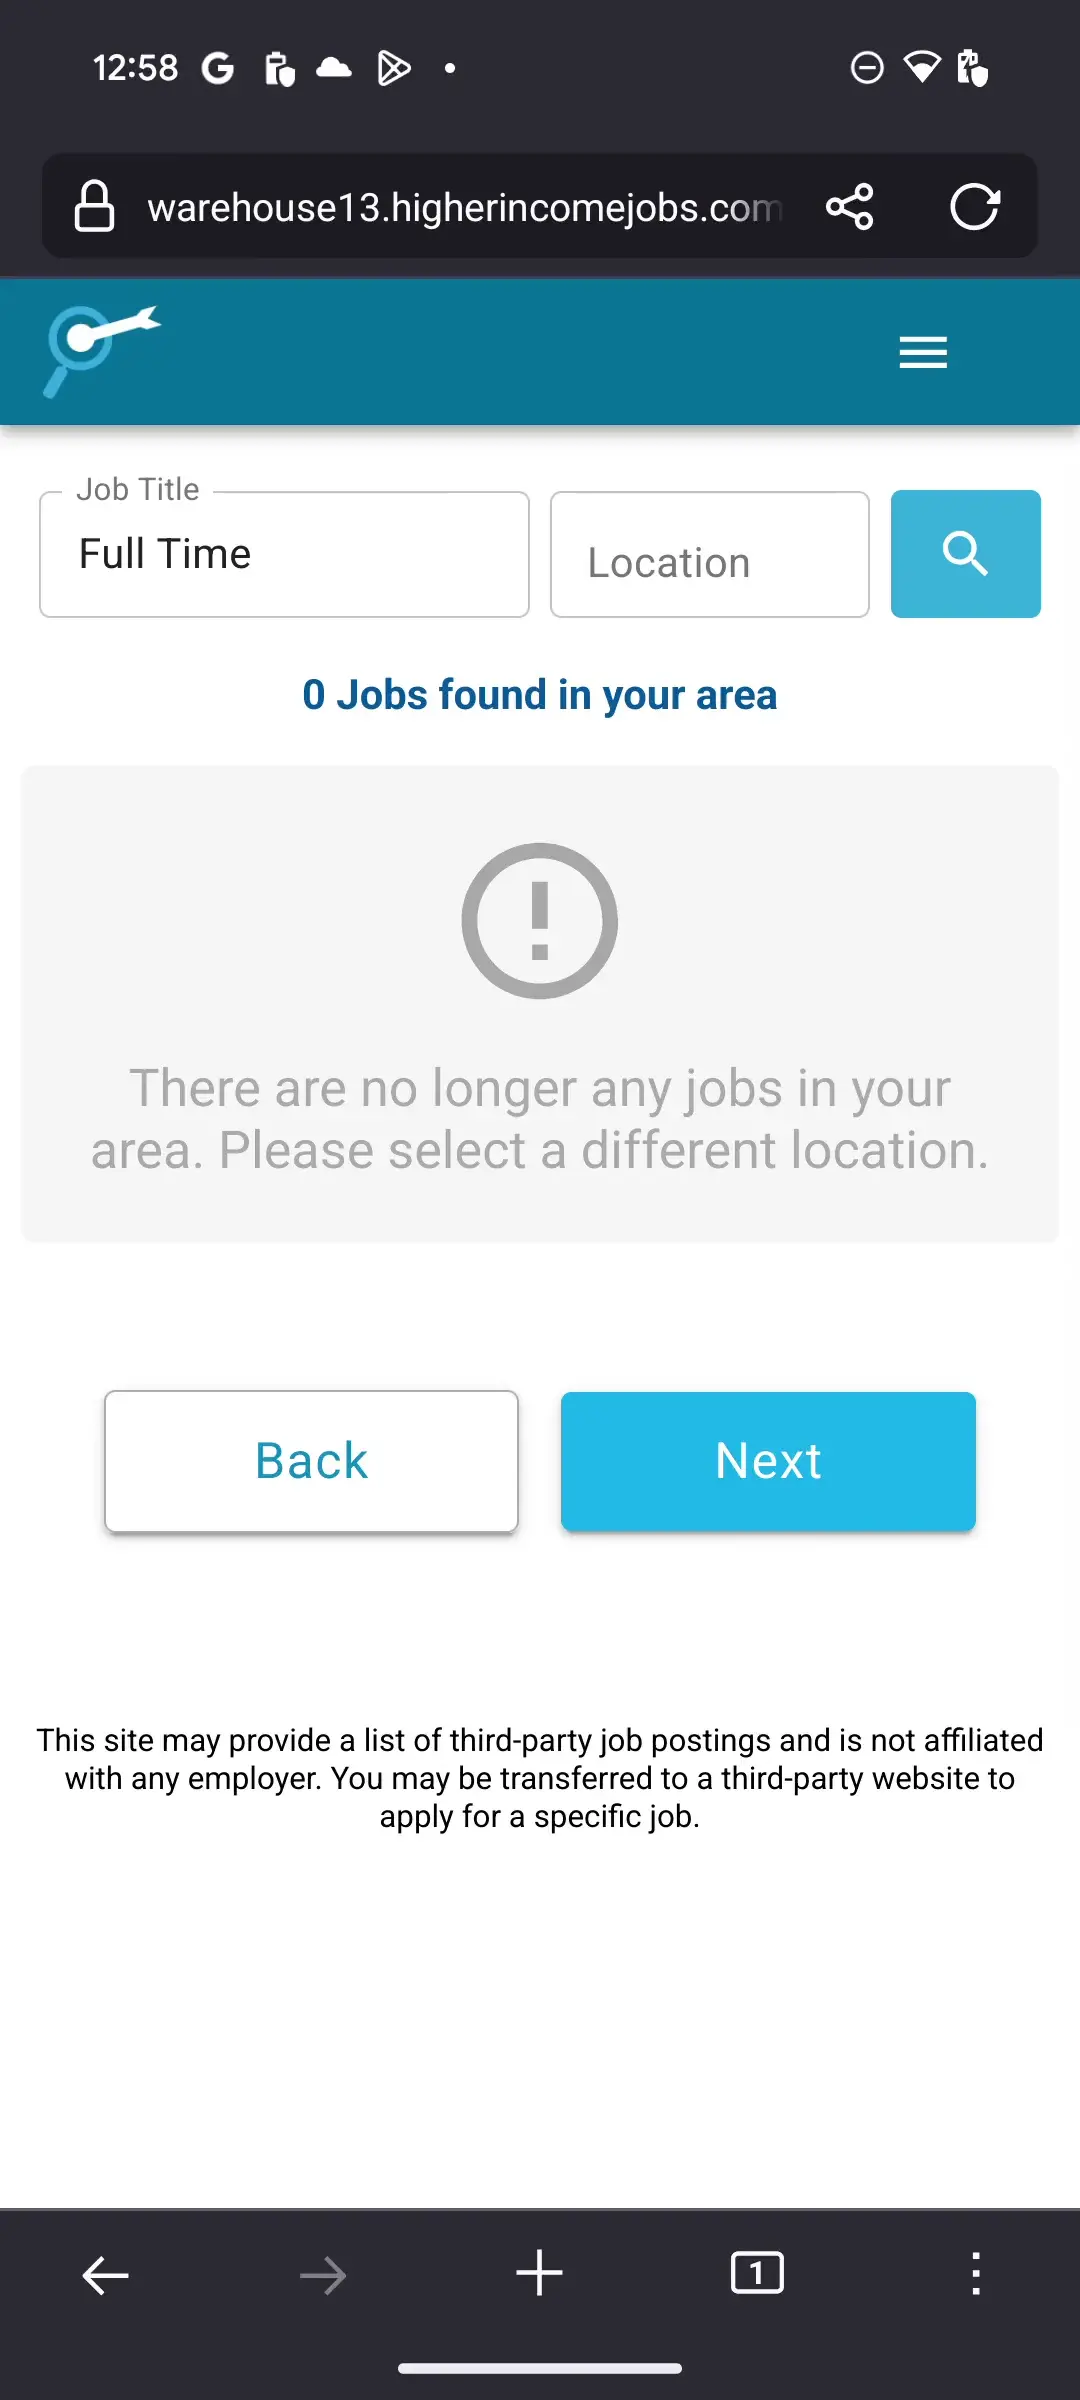 12:58
warehouse13.higherincomejobs.com
Job Title
Full Time
Location
0 Jobs found in your area
There are no longer any jobs in your
area. Please select a different location.
Back
Next
This site may provide a list of third-party job postings and is not affiliated
with any employer. You may be transferred to a third-party website to
apply for a specific job.
1